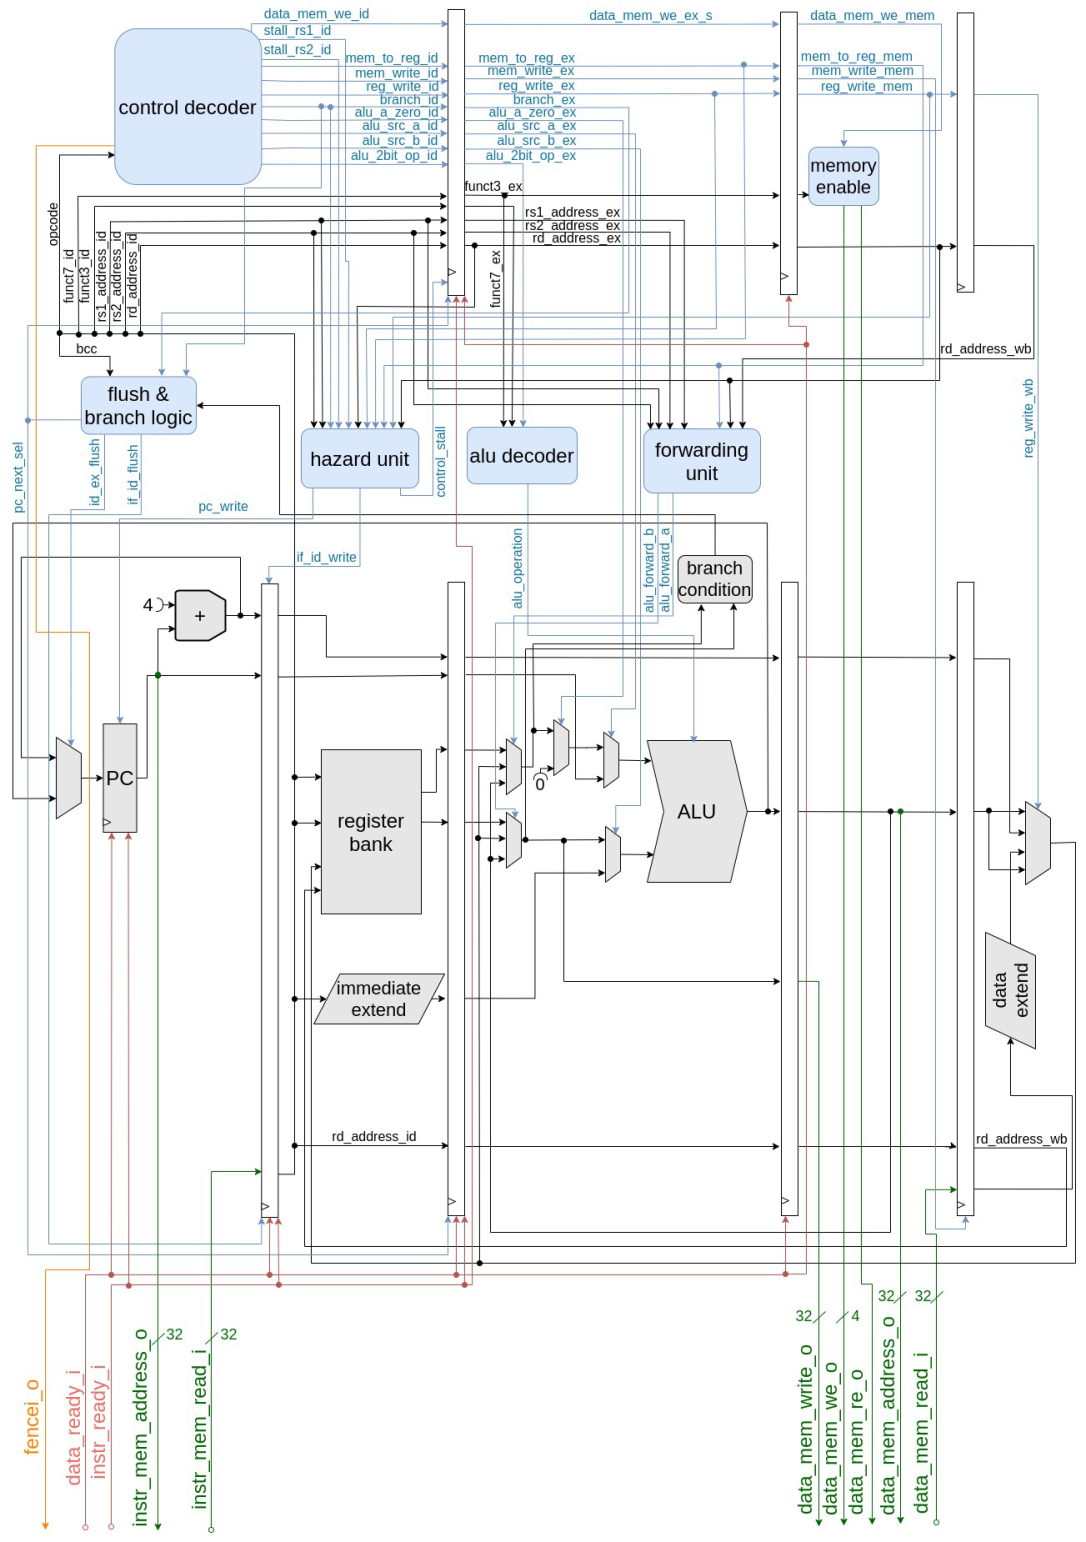 data_mem_we_id
stall_rs1_id
stall_rs2_id
mem_to_reg_id
mem_write_id
reg_write_id
branch_id
alu_a_zero_id
alu_src_a_id
alu_src_b_id
alu_2bit_op_id
control decoder
data_mem_we_ex_s
mem_to_reg_ex
mem_write_ex
reg_write_ex
branch_ex
alu_a_zero_ex
alu_src_a_ex
alu_src_b_ex
alu_2bit_op_ex
data_mem_we_mem
mem_to_reg_mem
mem_write_mem
reg_write_mem
memory
enable
funct3_ex
rs1_address_ex
rs2_address_ex
rd_address_ex
funct7_ex
opcode
funct7_id
funct3_id
rs1_address_id
rs2_address_id
rd_address_id
bcc
rd_address_wb
reg_write_wb
flush &
branch logic
hazard unit
control_stall
alu decoder
forwarding
unit
pc_next_sel
id_ex_flush
if_id_flush
pc_write
if_id_write
alu_operation
alu_forward_b
alu_forward_a
branch
condition
4
+
PC
register
bank
0
ALU
immediate
extend
data
extend
rd_address_id
rd_address_wb
32
32
32
4
32
32
fencei_o
data_ready_i
instr_ready_i
instr_mem_address_o
instr_mem_read_i
data_mem_write_o
data_mem_we_o
data_mem_re_o
data_mem_address_o
data_mem_read_i